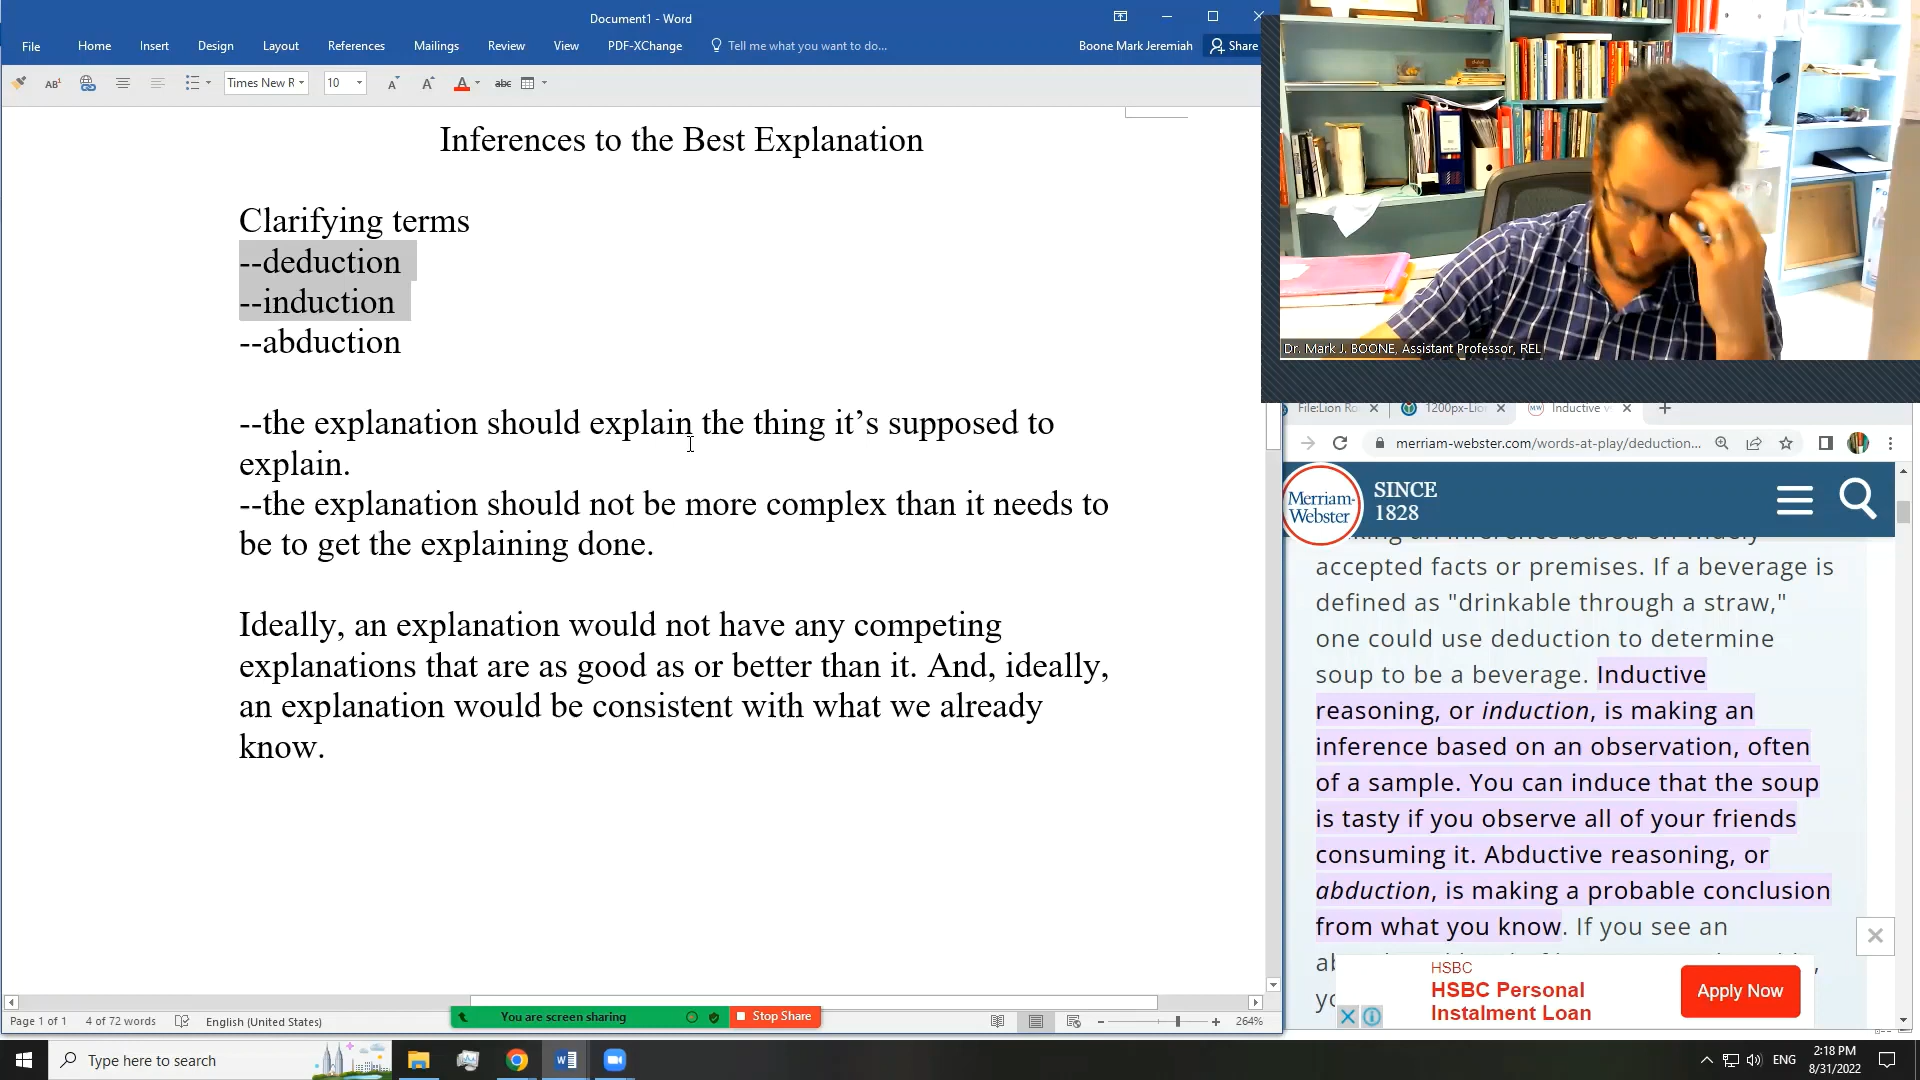 Document1 - Word
File Home Insert Design Layout References Mailings Review View PDF-XChange Tell me what you want to do... Boone Mark Jeremiah Share
Times New R 10
Inferences to the Best Explanation
Clarifying terms
--deduction
--induction
--abduction
--the explanation should explain the thing it’s supposed to
explain.
--the explanation should not be more complex than it needs to
be to get the explaining done.
Ideally, an explanation would not have any competing
explanations that are as good as or better than it. And, ideally,
an explanation would be consistent with what we already
know.
Page 1 of 1 4 of 72 words English (United States)
You are screen sharing Stop Share
264%
Dr. Mark J. BOONE, Assistant Professor, REL
File:Lion Ro 1200px-Lion Inductive v
merriam-webster.com/words-at-play/deduction...
Merriam-
Webster
SINCE
1828
an inference based on widely
accepted facts or premises. If a beverage is
defined as "drinkable through a straw,"
one could use deduction to determine
soup to be a beverage. Inductive
reasoning, or induction, is making an
inference based on an observation, often
of a sample. You can induce that the soup
is tasty if you observe all of your friends
consuming it. Abductive reasoning, or
abduction, is making a probable conclusion
from what you know. If you see an
HSBC
HSBC Personal
Instalment Loan
Apply Now
Type here to search
ENG
2:18 PM
8/31/2022